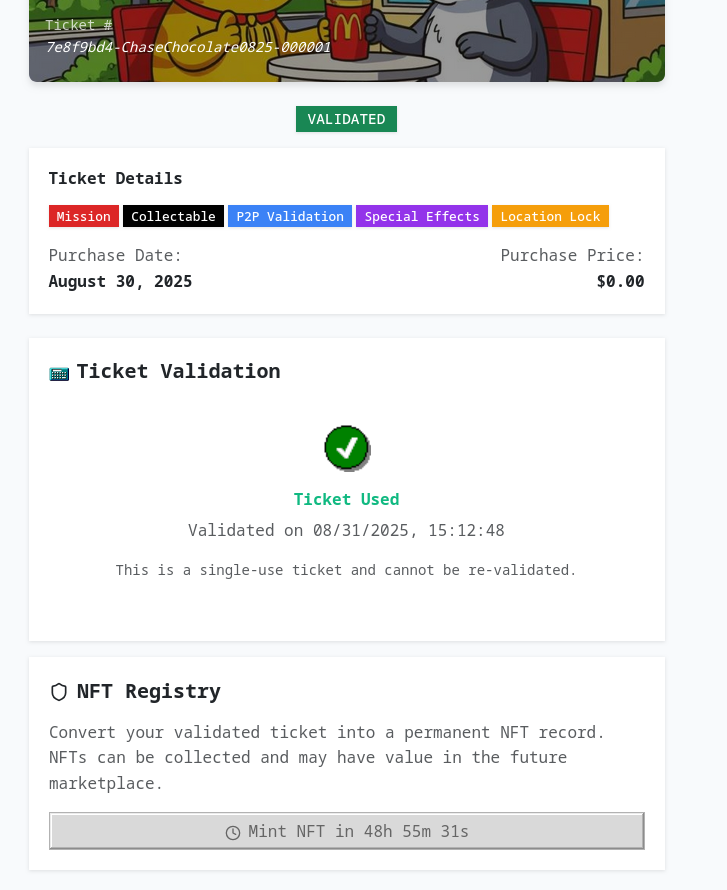 Ticket #
7e8f9bd4-ChaseChocolate0825-000001
VALIDATED
Ticket Details
Mission Collectable P2P Validation Special Effects Location Lock
Purchase Date: Purchase Price:
August 30, 2025 $0.00
Ticket Validation
Ticket Used
Validated on 08/31/2025, 15:12:48
This is a single-use ticket and cannot be re-validated.
NFT Registry
Convert your validated ticket into a permanent NFT record.
NFTs can be collected and may have value in the future
marketplace.
Mint NFT in 48h 55m 31s